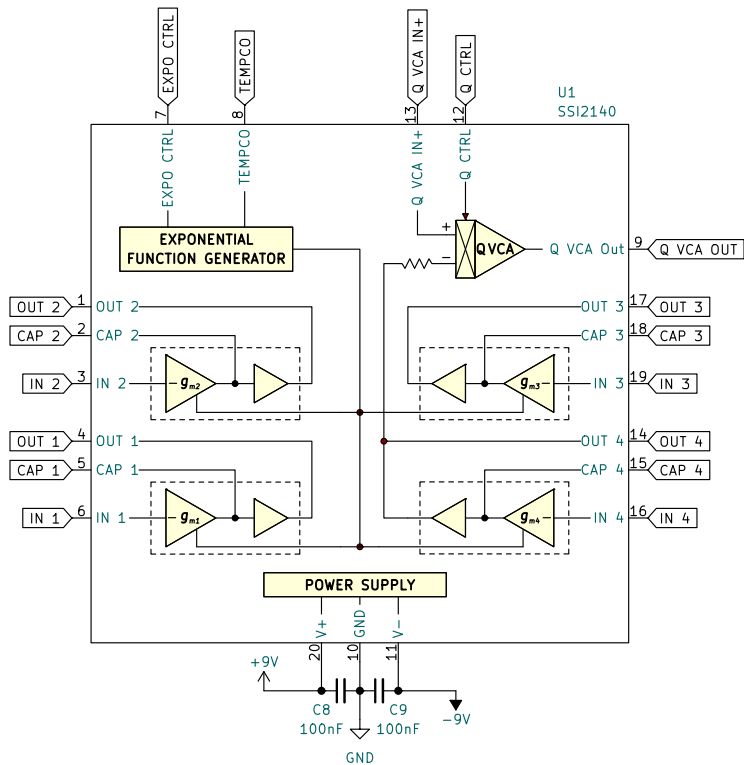 EXPO CTRL
TEMPCO
Q VCA IN+
Q CTRL
7
8
13
12
U1
SSI2140
EXPO CTRL
TEMPCO
Q VCA IN+
Q CTRL
EXPONENTIAL
FUNCTION GENERATOR
+
−
QVCA
Q VCA Out
9
Q VCA OUT
OUT 2
1
OUT 2
CAP 2
2
CAP 2
IN 2
3
IN 2
− gm2
OUT 3
17
OUT 3
CAP 3
18
CAP 3
gm3 −
IN 3
19
IN 3
OUT 1
4
OUT 1
CAP 1
5
CAP 1
IN 1
6
IN 1
− gm1
OUT 4
14
OUT 4
CAP 4
15
CAP 4
gm4 −
IN 4
16
IN 4
POWER SUPPLY
V+
GND
V-
20
10
11
+9V
C8
100nF
C9
100nF
-9V
GND